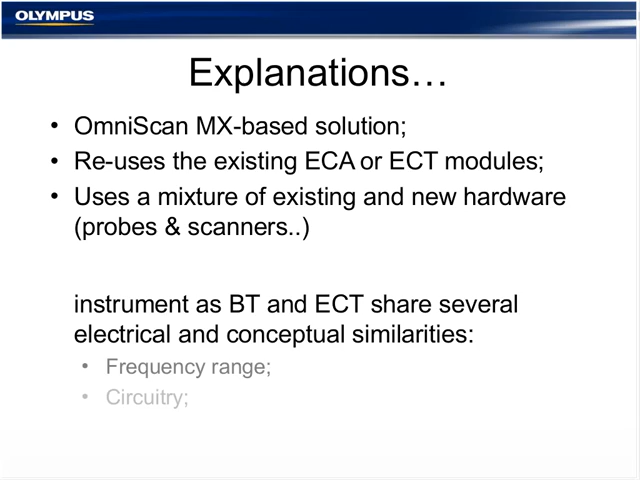 OLYMPUS
Explanations…
• OmniScan MX-based solution;
• Re-uses the existing ECA or ECT modules;
• Uses a mixture of existing and new hardware
(probes & scanners..)
instrument as BT and ECT share several
electrical and conceptual similarities:
• Frequency range;
• Circuitry;